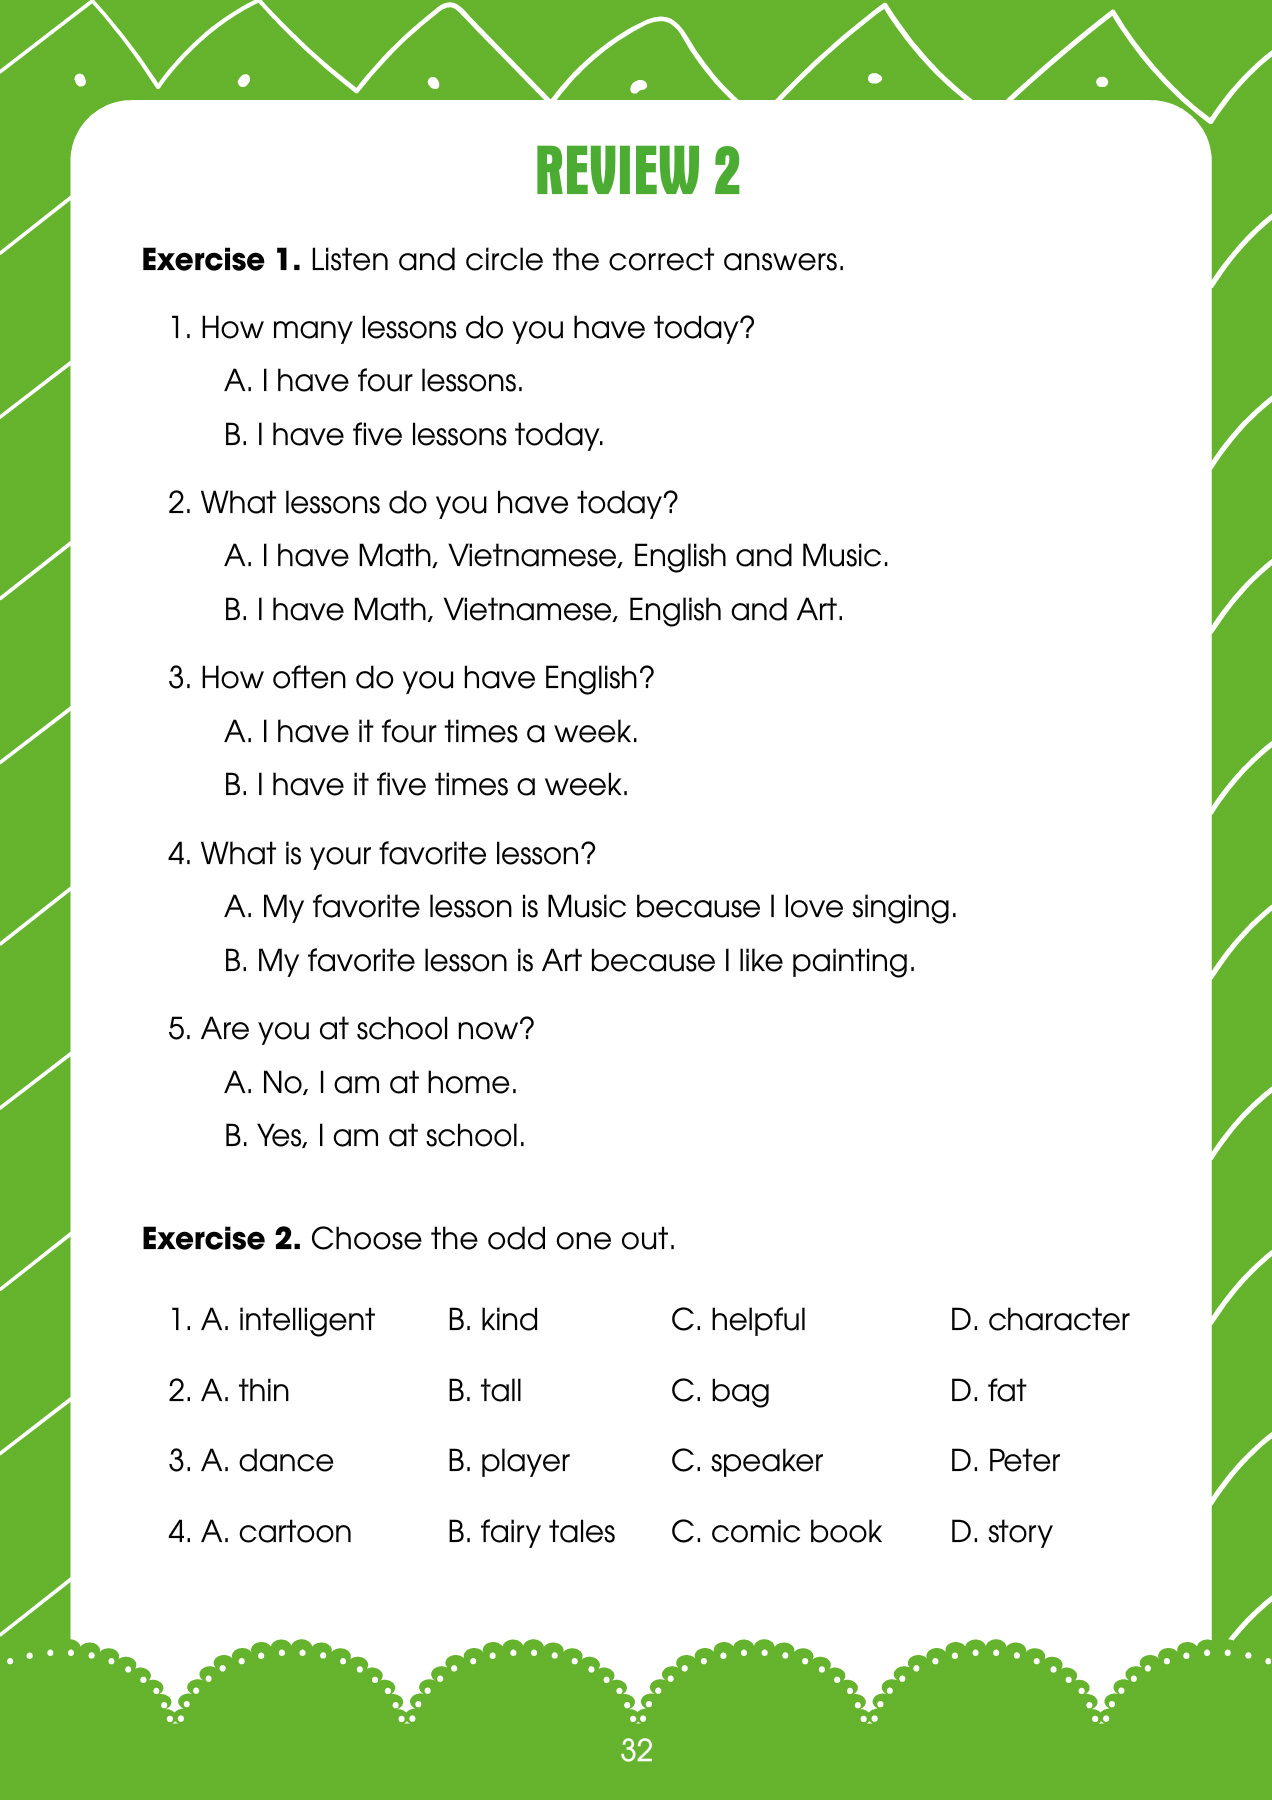 REVIEW 2
Exercise 1. Listen and circle the correct answers.
1. How many lessons do you have today?
A. I have four lessons.
B. I have five lessons today.
2. What lessons do you have today?
A. I have Math, Vietnamese, English and Music.
B. I have Math, Vietnamese, English and Art.
3. How often do you have English?
A. I have it four times a week.
B. I have it five times a week.
4. What is your favorite lesson?
A. My favorite lesson is Music because I love singing.
B. My favorite lesson is Art because I like painting.
5. Are you at school now?
A. No, I am at home.
B. Yes, I am at school.
Exercise 2. Choose the odd one out.
1. A. intelligent B. kind C. helpful D. character
2. A. thin B. tall C. bag D. fat
3. A. dance B. player C. speaker D. Peter
4. A. cartoon B. fairy tales C. comic book D. story
32